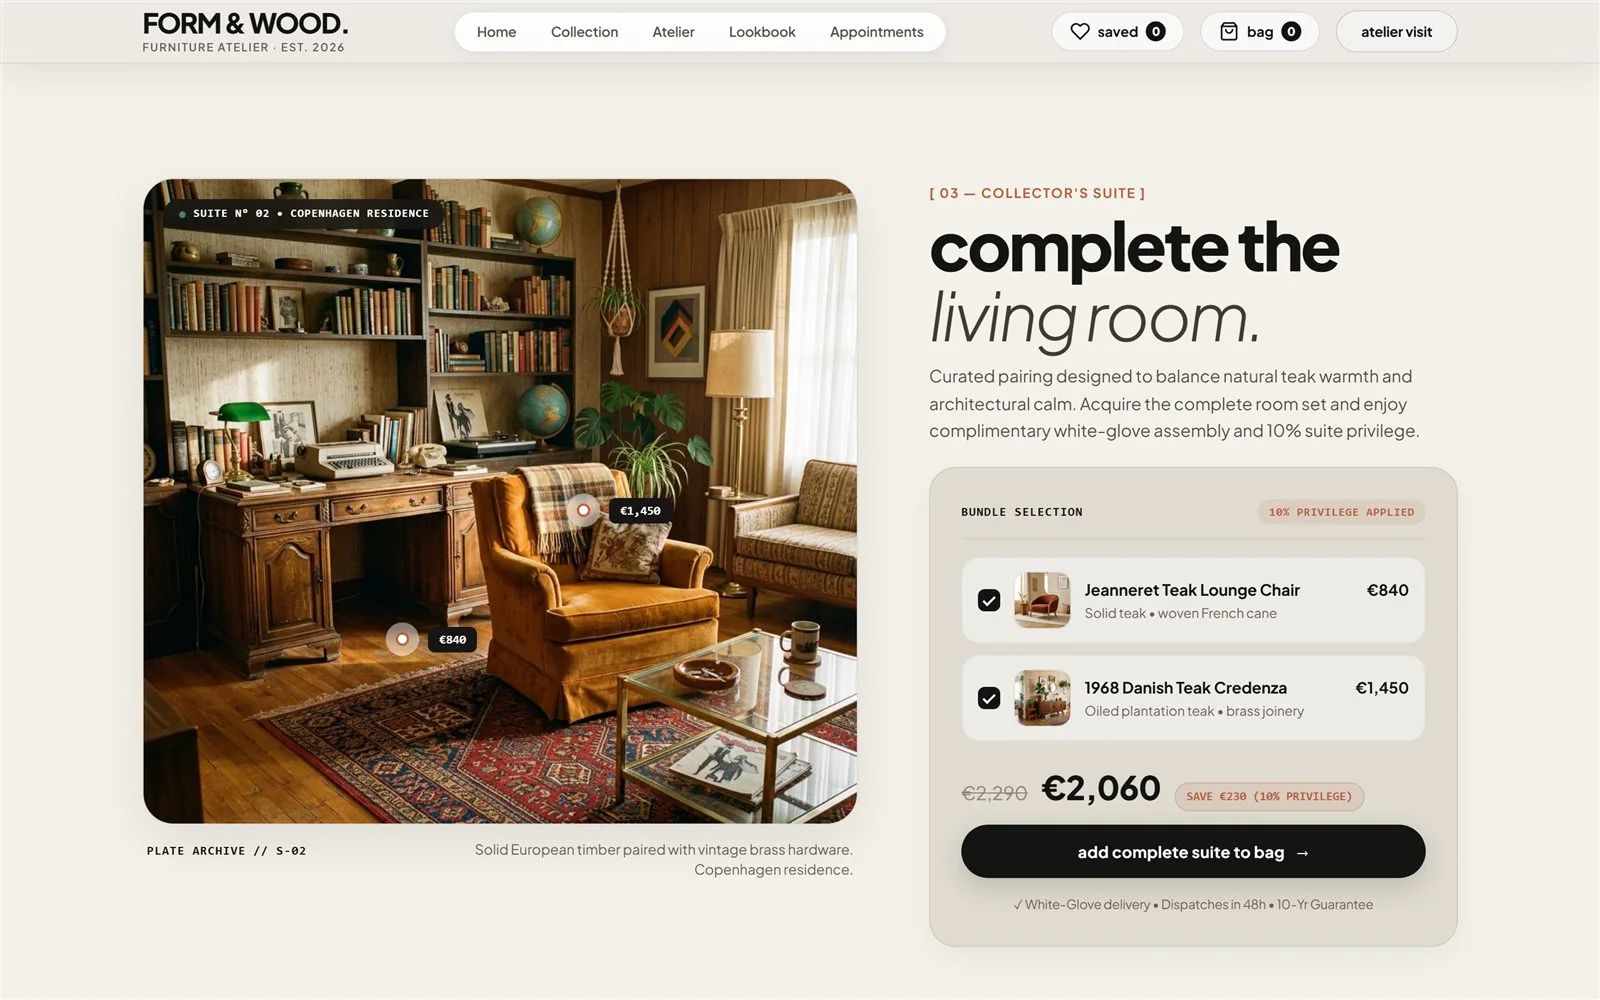 FORM & WOOD.
FURNITURE ATELIER · EST. 2026
Home
Collection
Atelier
Lookbook
Appointments
saved 0
bag 0
atelier visit
SUITE Nº 02 • COPENHAGEN RESIDENCE
€1,450
€840
PLATE ARCHIVE // S-02
Solid European timber paired with vintage brass hardware.
Copenhagen residence.
[ 03 — COLLECTOR'S SUITE ]
complete the
living room.
Curated pairing designed to balance natural teak warmth and
architectural calm. Acquire the complete room set and enjoy
complimentary white-glove assembly and 10% suite privilege.
BUNDLE SELECTION
10% PRIVILEGE APPLIED
Jeanneret Teak Lounge Chair
€840
Solid teak • woven French cane
1968 Danish Teak Credenza
€1,450
Oiled plantation teak • brass joinery
€2,290 €2,060 SAVE €230 (10% PRIVILEGE)
add complete suite to bag →
✓ White-Glove delivery • Dispatches in 48h • 10-Yr Guarantee